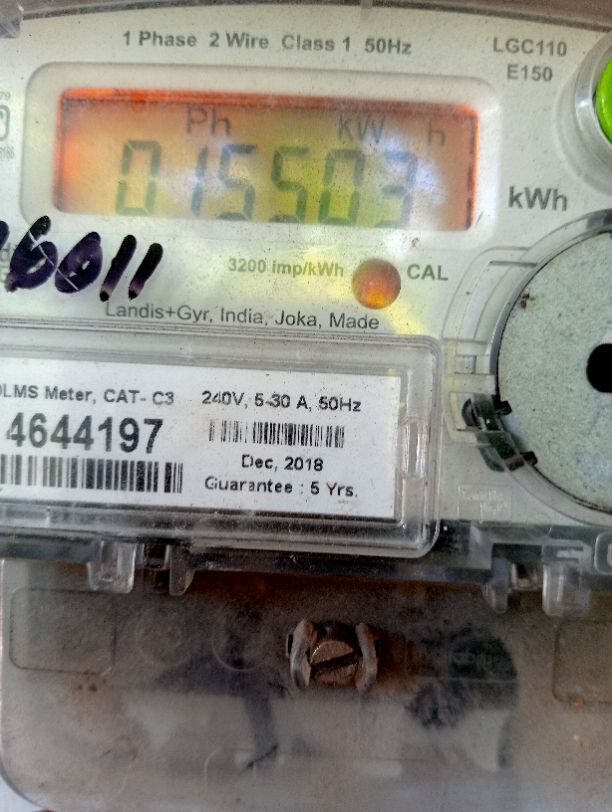 1 Phase 2 Wire Class 1 50Hz
LGC110
E150
Ph kW h
015503
kWh
6011
3200 imp/kWh CAL
Landis+Gyr, India, Joka, Made
DLMS Meter, CAT- C3
4644197
240V, 5-30 A, 50Hz
Dec, 2018
Guarantee : 5 Yrs.